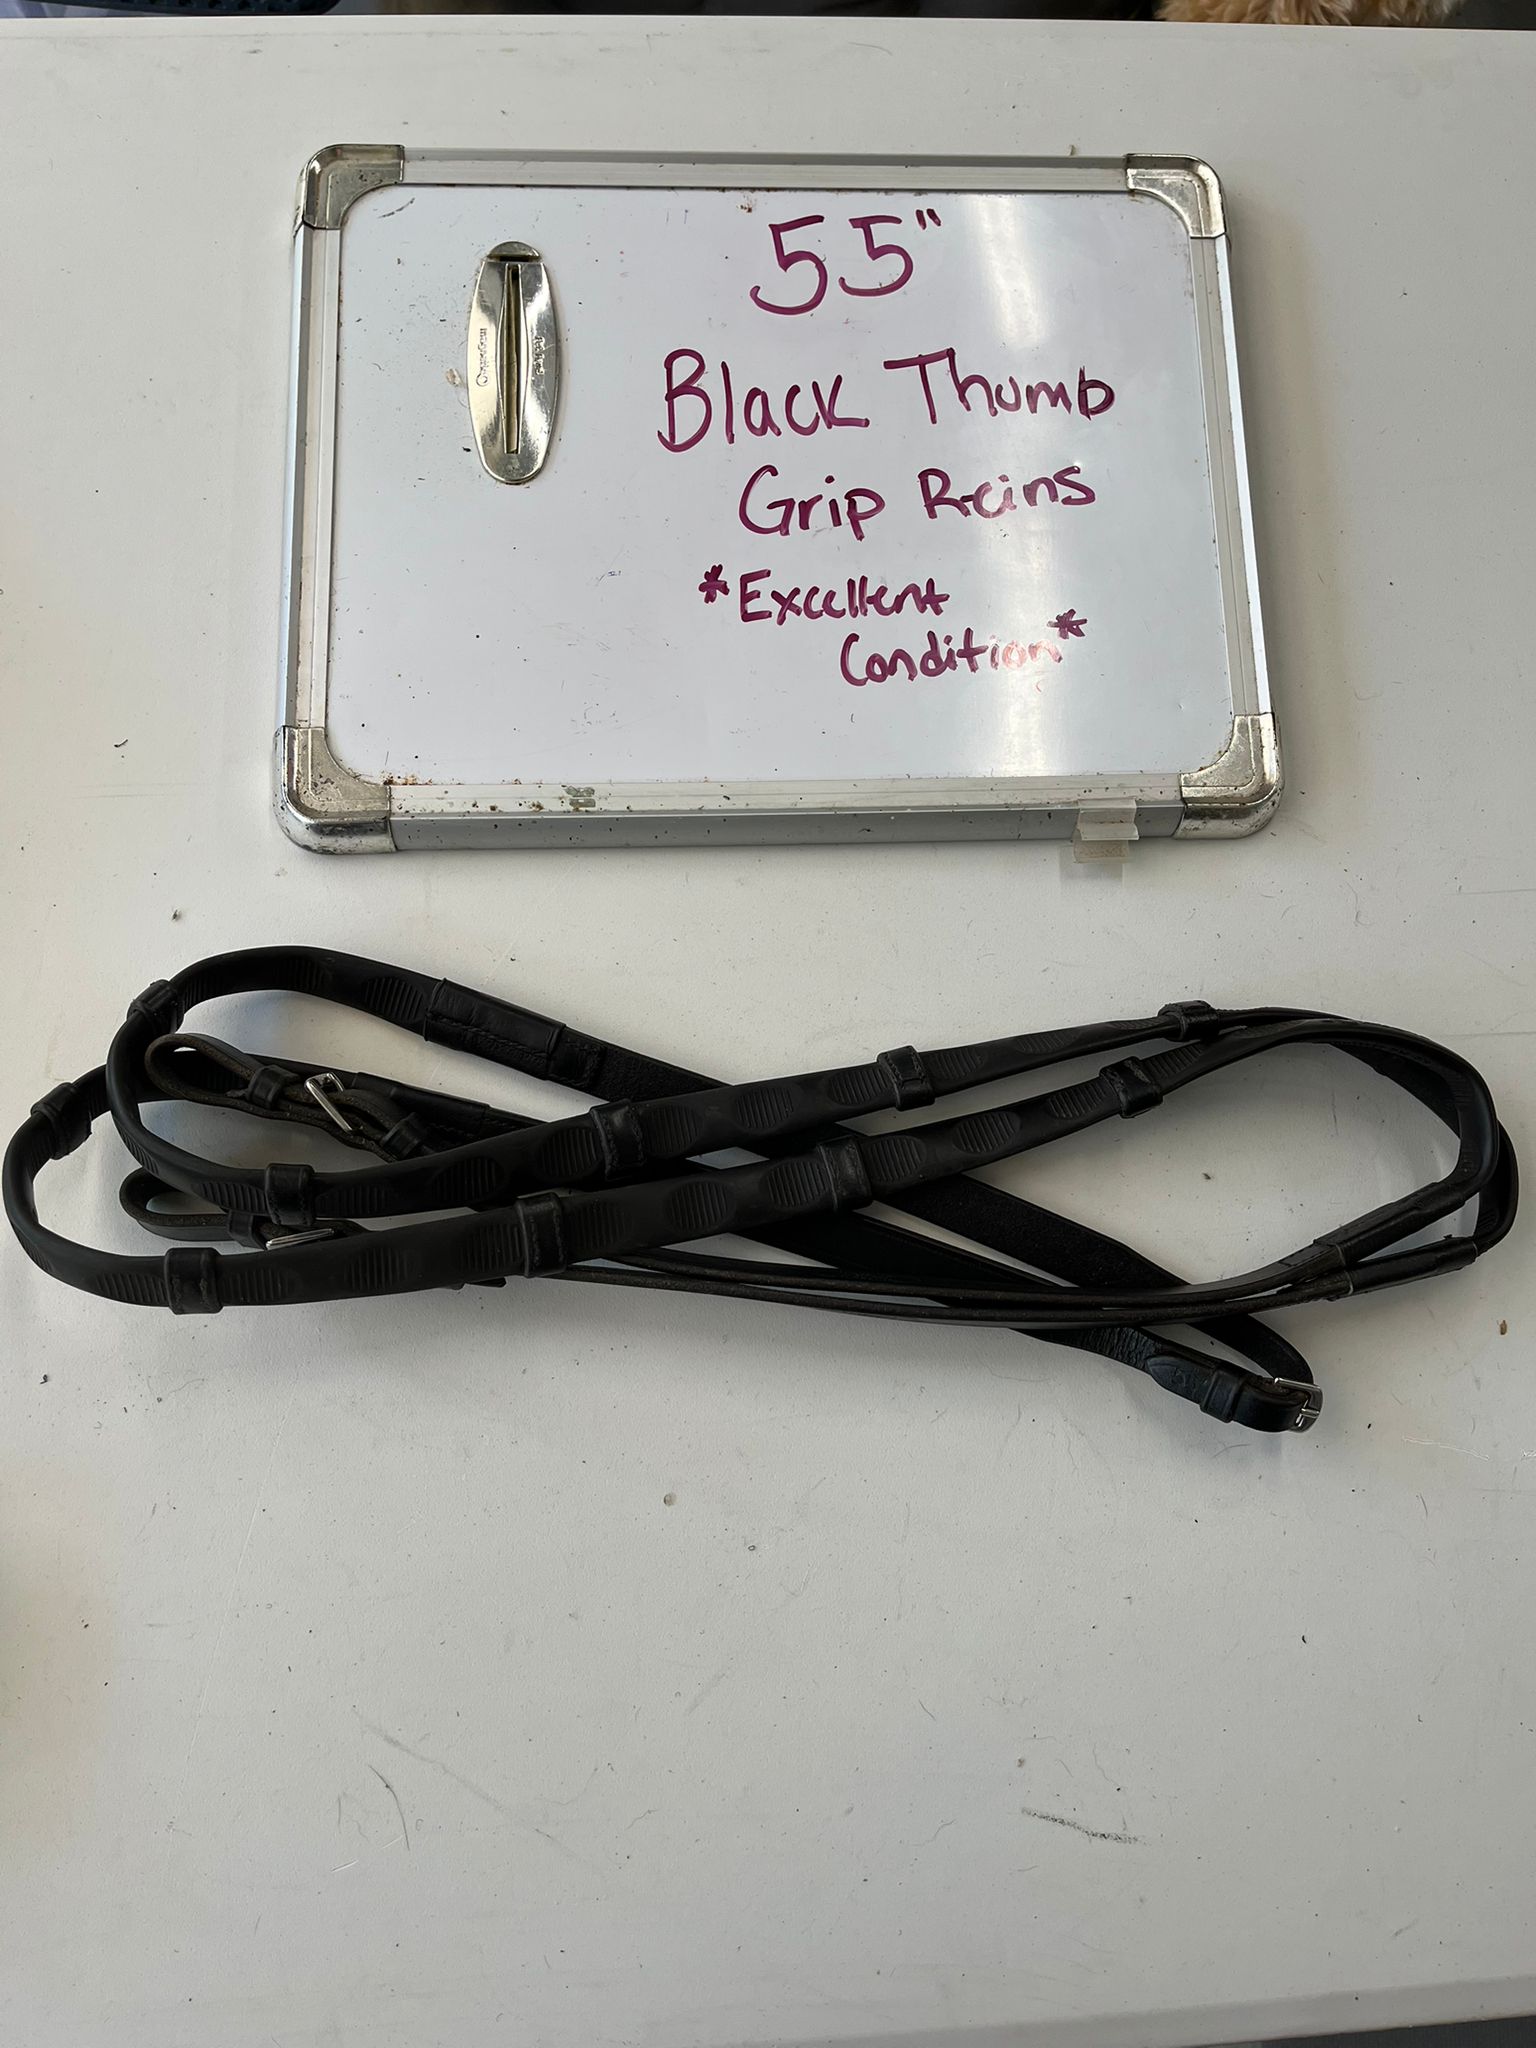 55"
Black Thumb
Grip Reins
*Excellent
Condition*